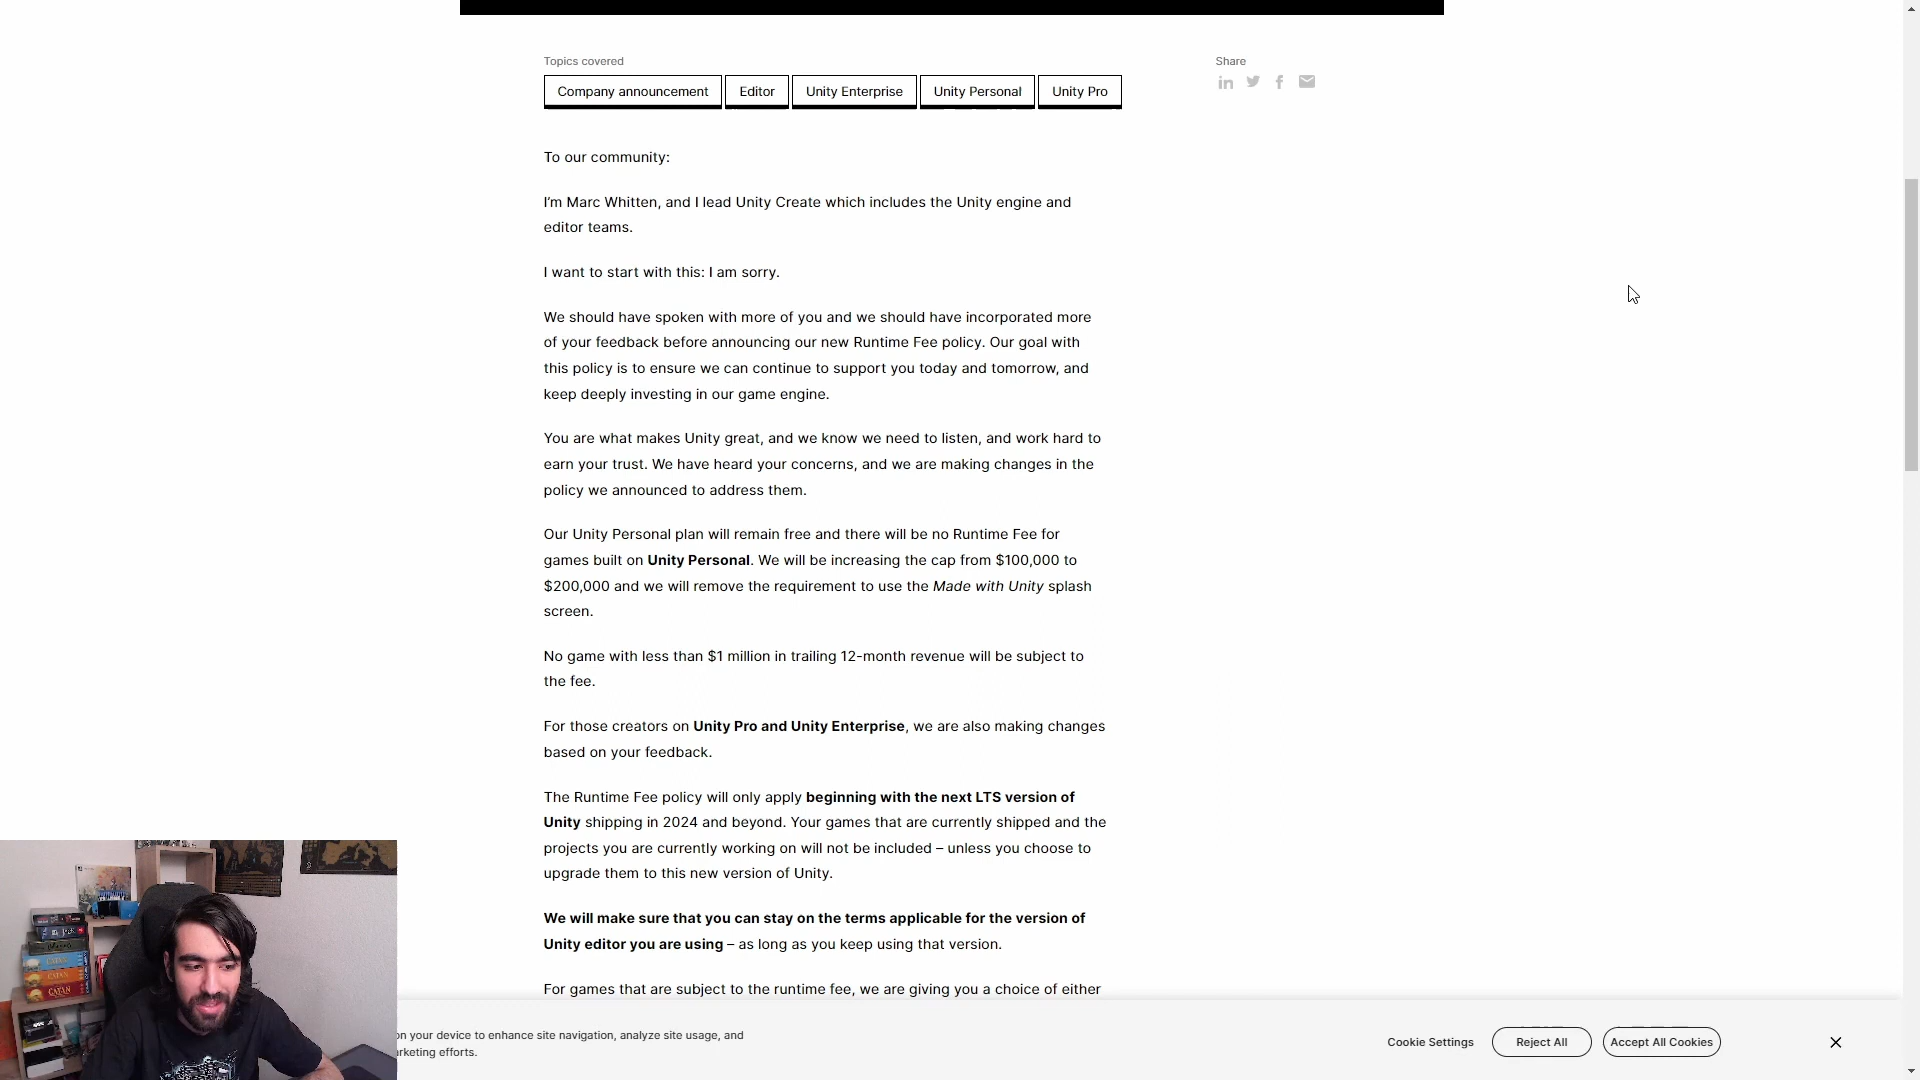 Topics covered
Share
Company announcement
Editor
Unity Enterprise
Unity Personal
Unity Pro
To our community:
I'm Marc Whitten, and I lead Unity Create which includes the Unity engine and
editor teams.
I want to start with this: I am sorry.
We should have spoken with more of you and we should have incorporated more
of your feedback before announcing our new Runtime Fee policy. Our goal with
this policy is to ensure we can continue to support you today and tomorrow, and
keep deeply investing in our game engine.
You are what makes Unity great, and we know we need to listen, and work hard to
earn your trust. We have heard your concerns, and we are making changes in the
policy we announced to address them.
Our Unity Personal plan will remain free and there will be no Runtime Fee for
games built on Unity Personal. We will be increasing the cap from $100,000 to
$200,000 and we will remove the requirement to use the Made with Unity splash
screen.
No game with less than $1 million in trailing 12-month revenue will be subject to
the fee.
For those creators on Unity Pro and Unity Enterprise, we are also making changes
based on your feedback.
The Runtime Fee policy will only apply beginning with the next LTS version of
Unity shipping in 2024 and beyond. Your games that are currently shipped and the
projects you are currently working on will not be included – unless you choose to
upgrade them to this new version of Unity.
We will make sure that you can stay on the terms applicable for the version of
Unity editor you are using – as long as you keep using that version.
For games that are subject to the runtime fee, we are giving you a choice of either
on your device to enhance site navigation, analyze site usage, and
efforts.
Cookie Settings
Reject All
Accept All Cookies
CATAN
CATAN
CATAN